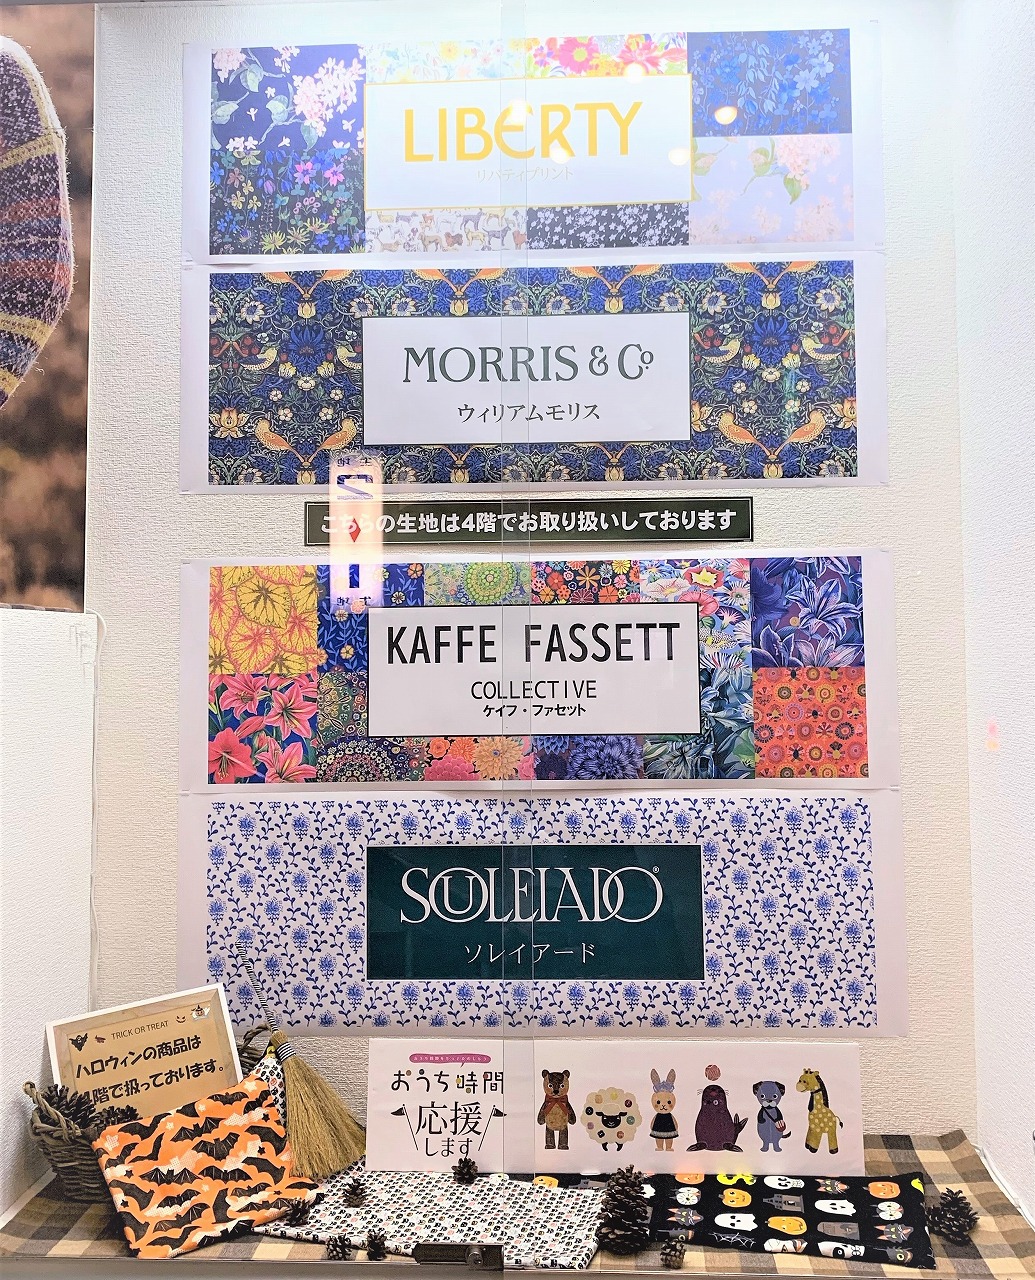 LIBERTY
リバティプリント
MORRIS & Co
ウィリアムモリス
こちらの生地は4階でお取り扱いしております
KAFFE FASSETT
COLLECTIVE
ケイフ・ファセット
SOULEIADO®
ソレイアード
TRICK OR TREAT
ハロウィンの商品は
階で扱っております。
おうち時間
応援
します